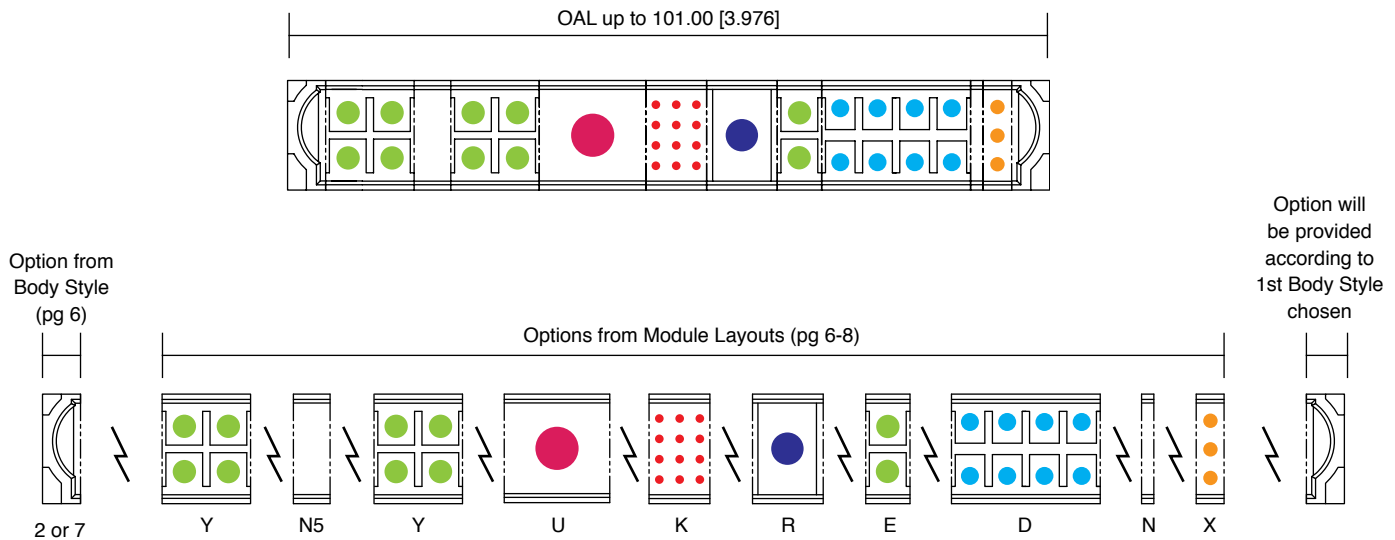 OAL up to 101.00 [3.976]
Option from
Body Style
(pg 6)
Options from Module Layouts (pg 6-8)
Option will
be provided
according to
1st Body Style
chosen
2 or 7
Y
N5
Y
U
K
R
E
D
N
X